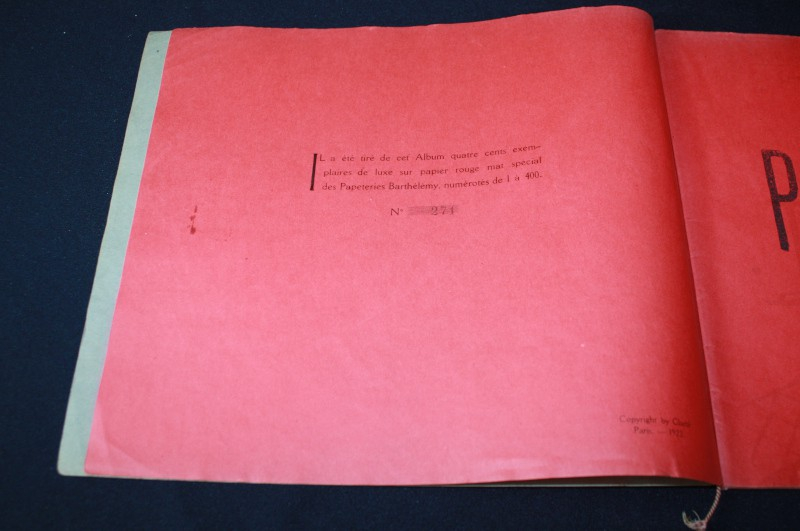 IL a été tiré de cet Album quatre cents exem-
plaires de luxe sur papier rouge mat spécial
des Papeteries Barthélemy, numérotés de 1 à 400.
N° 271
Copyright by
Paris. —
P